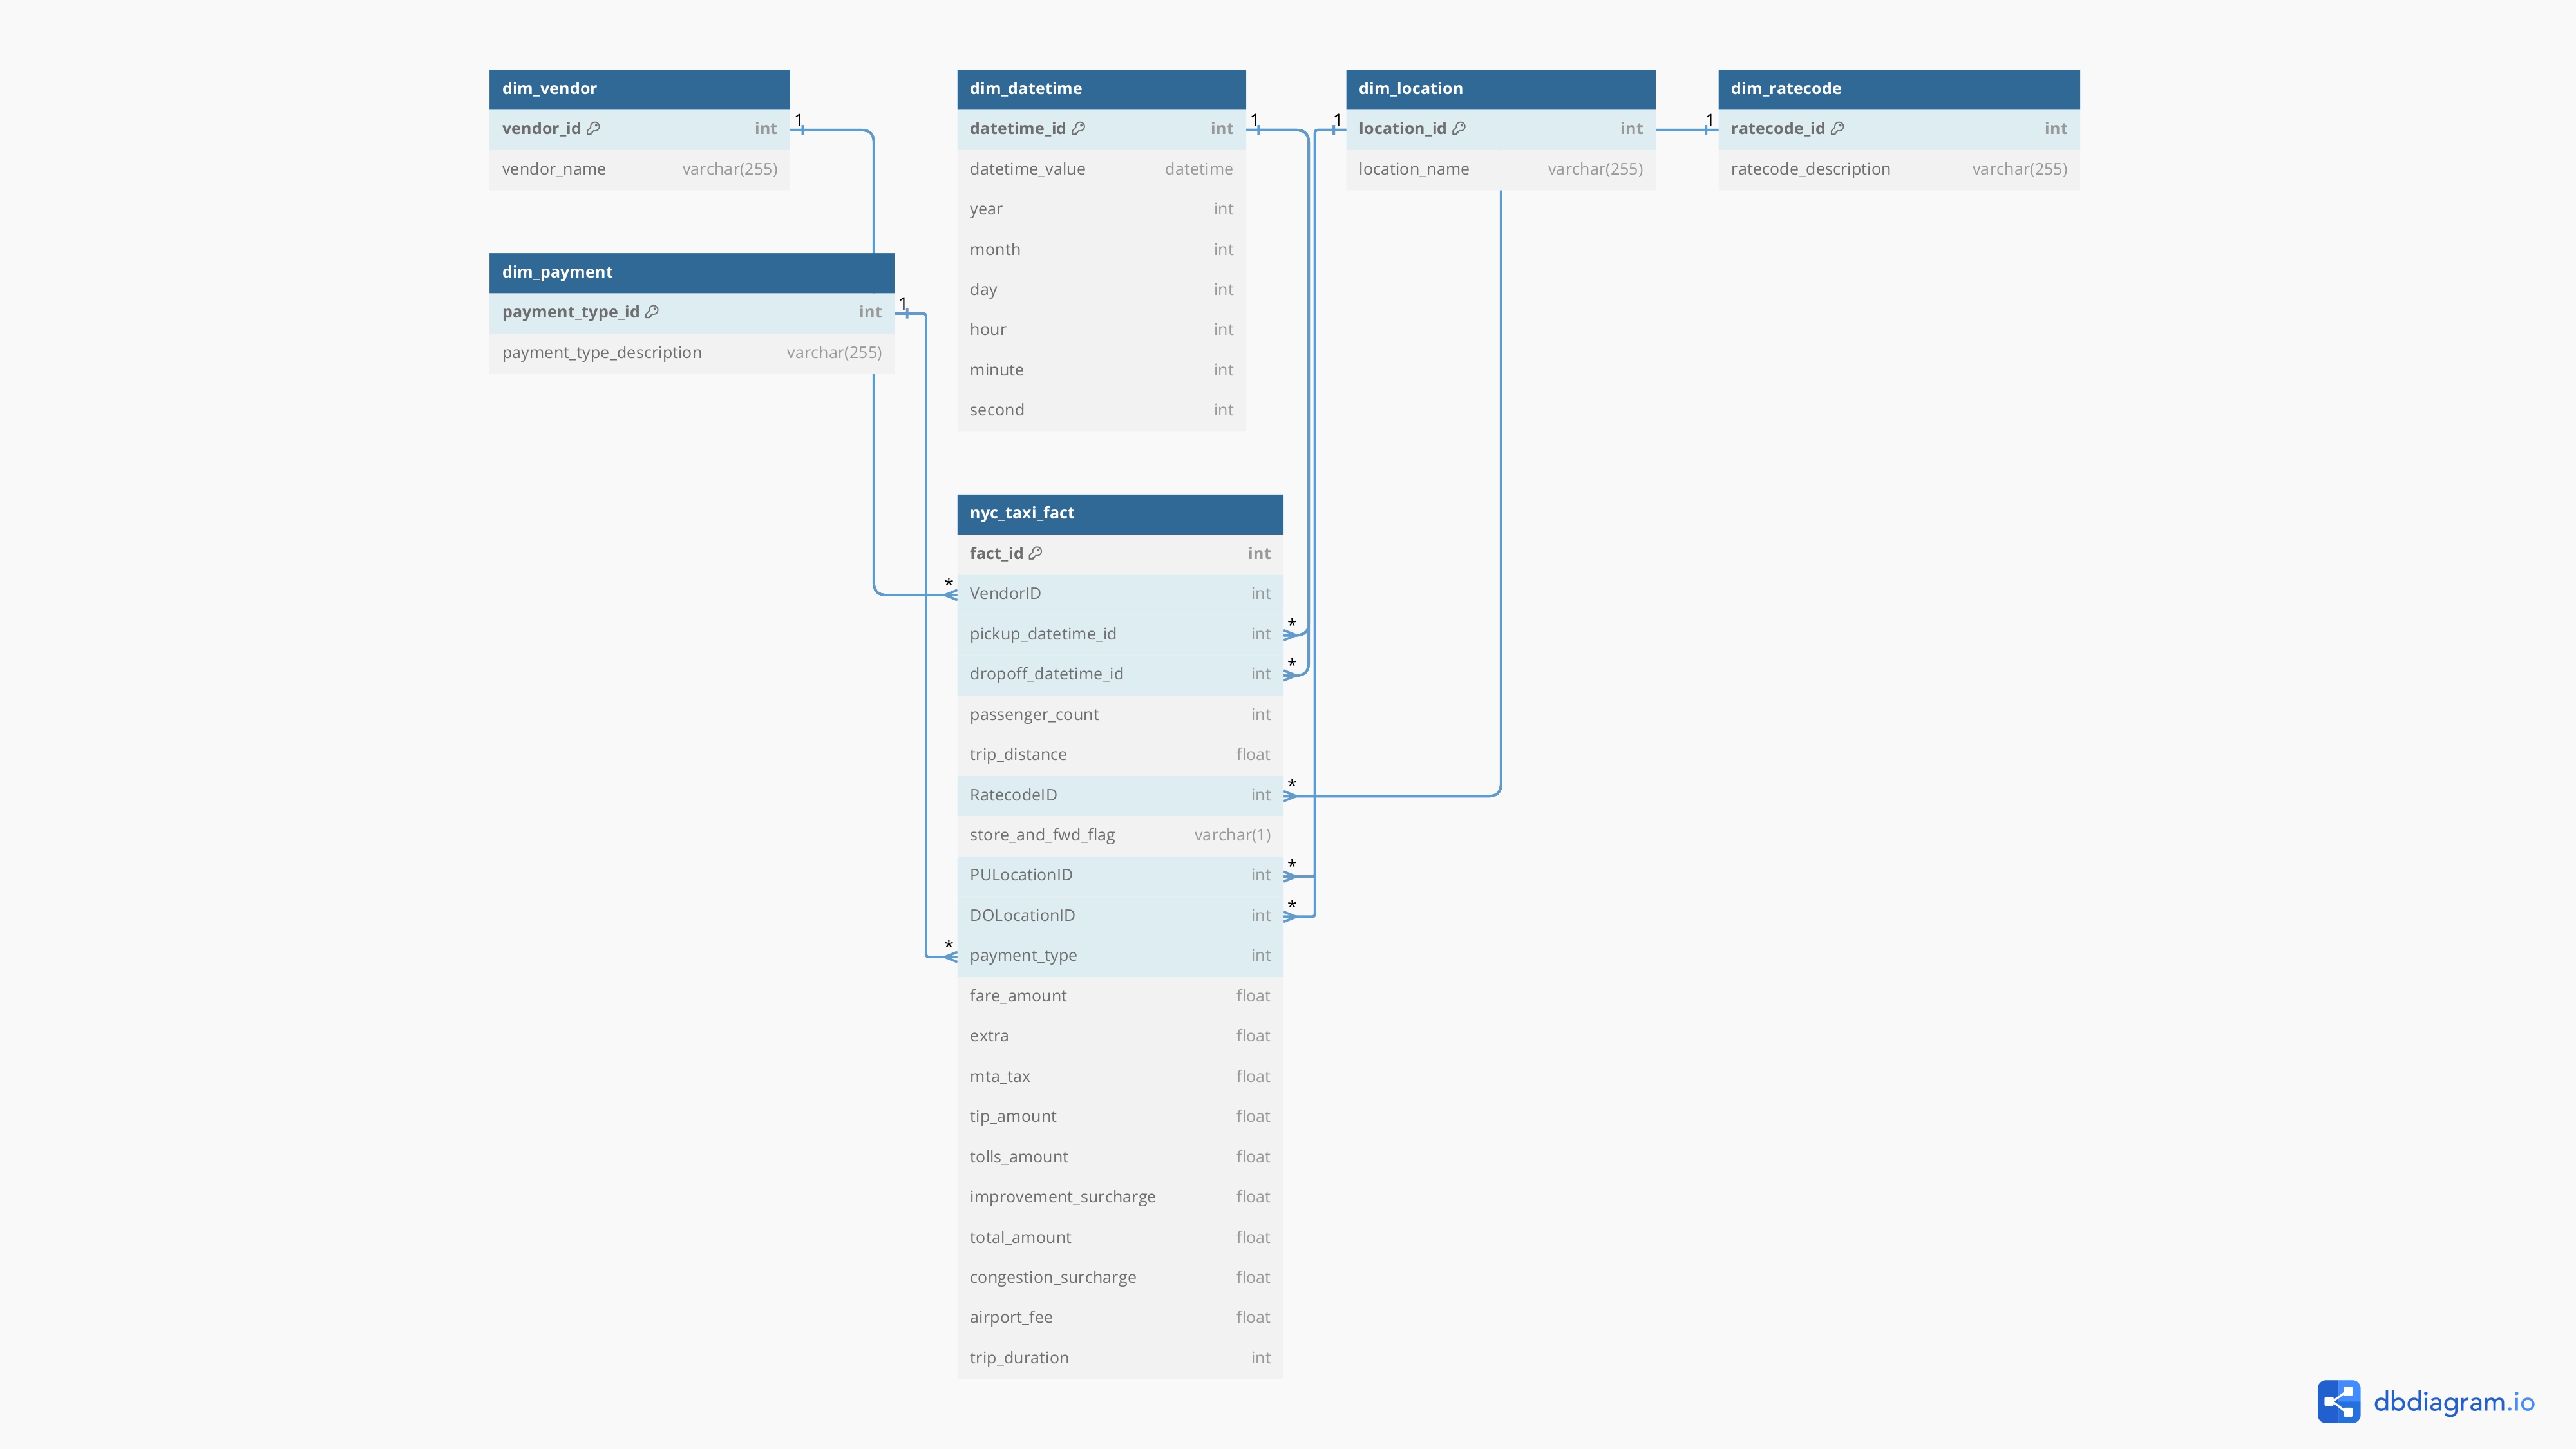 dim_vendor
vendor_id int
vendor_name varchar(255)
1
dim_payment
payment_type_id int
payment_type_description varchar(255)
1
dim_datetime
datetime_id int
datetime_value datetime
year int
month int
day int
hour int
minute int
second int
1
dim_location
location_id int
location_name varchar(255)
1
dim_ratecode
ratecode_id int
ratecode_description varchar(255)
1
nyc_taxi_fact
fact_id int
* VendorID int
pickup_datetime_id int *
dropoff_datetime_id int *
passenger_count int
trip_distance float
RatecodeID int *
store_and_fwd_flag varchar(1)
PULocationID int *
DOLocationID int *
* payment_type int
fare_amount float
extra float
mta_tax float
tip_amount float
tolls_amount float
improvement_surcharge float
total_amount float
congestion_surcharge float
airport_fee float
trip_duration int
dbdiagram.io